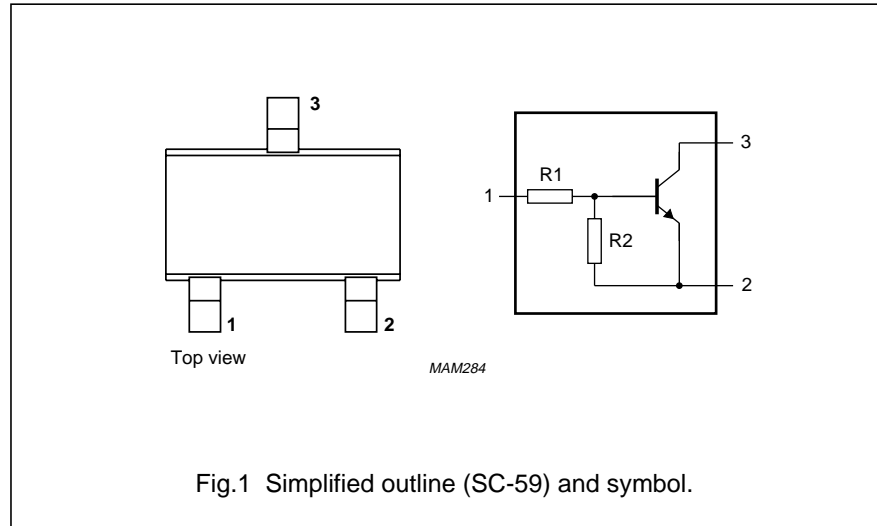 3
1
2
Top view
MAM284
R1
R2
1
3
2
Fig.1 Simplified outline (SC-59) and symbol.